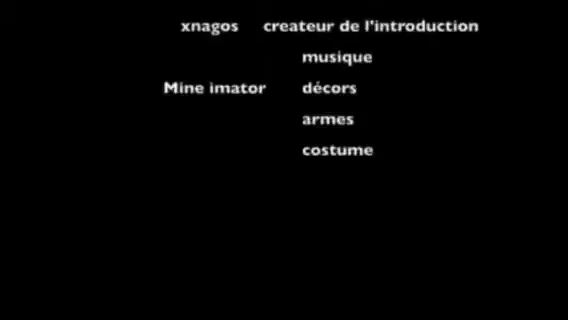 xnagos createur de l'introduction
musique
Mine imator décors
armes
costume